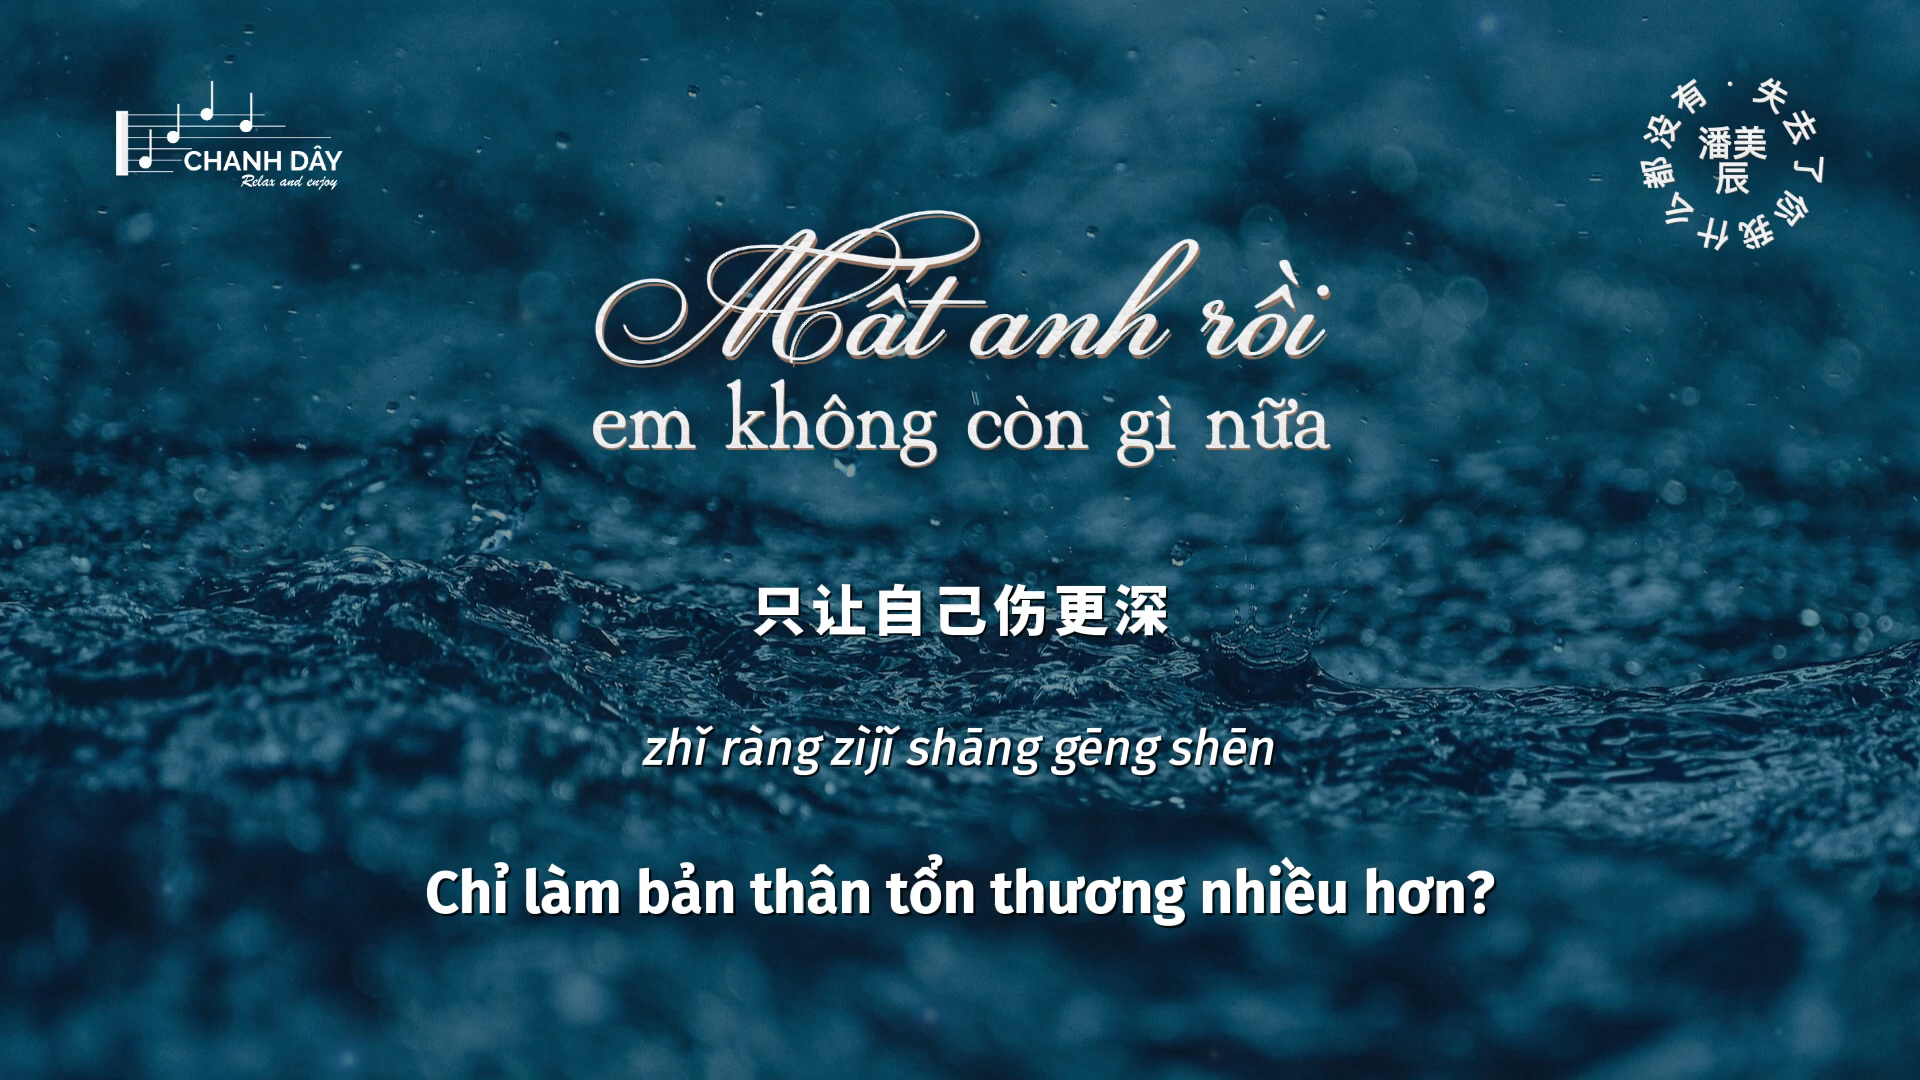 CHANH DÂY
Relax and enjoy
失去了你我什么都没有 ·
潘美
辰
Mất anh rồi
em không còn gì nữa
只让自己伤更深
zhǐ ràng zìjǐ shāng gēng shēn
Chỉ làm bản thân tổn thương nhiều hơn?